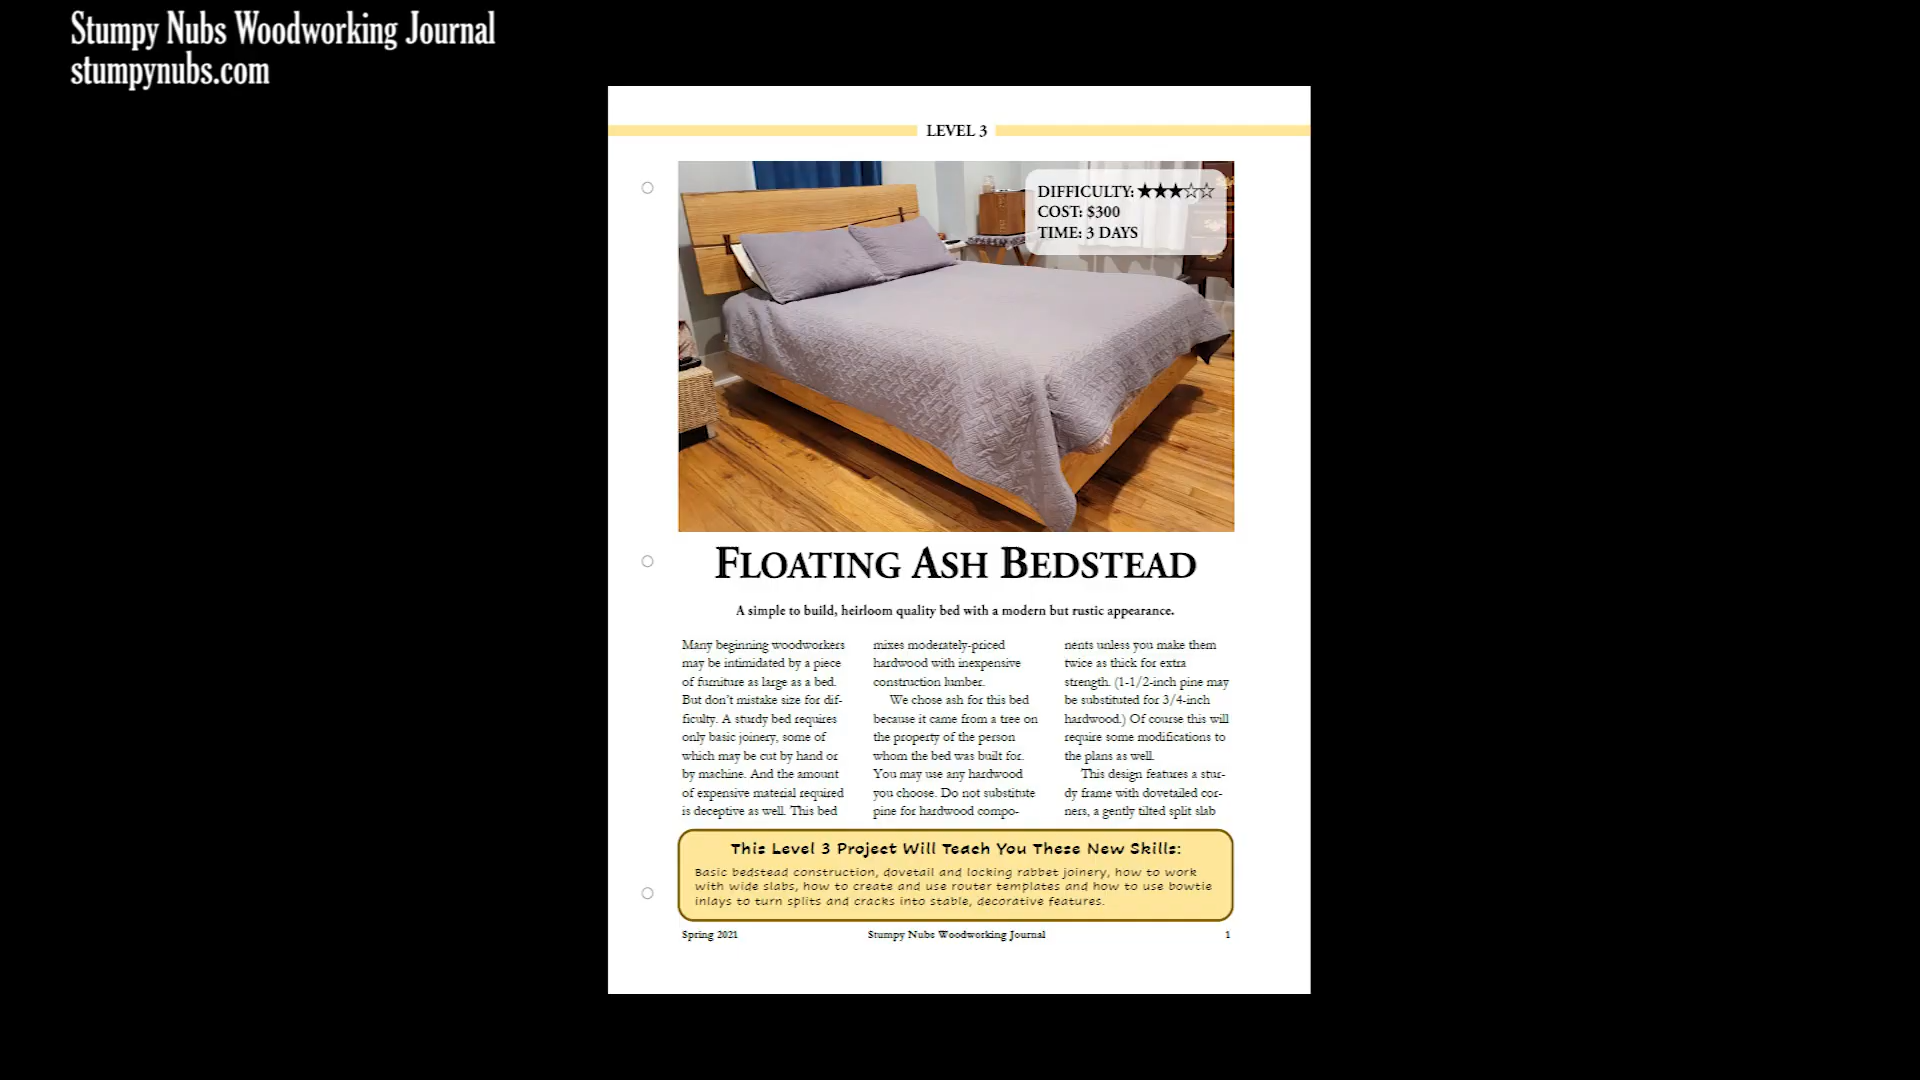 Stumpy Nubs Woodworking Journal
stumpynubs.com
LEVEL 3
DIFFICULTY: ★★★☆☆
COST: $300
TIME: 3 DAYS
FLOATING ASH BEDSTEAD
A simple to build, heirloom quality bed with a modern but rustic appearance.
Many beginning woodworkers
may be intimidated by a piece
of furniture as large as a bed.
But don't mistake size for dif-
ficulty. A sturdy bed requires
only basic joinery, some of
which may be cut by hand or
by machine. And the amount
of expensive material required
is deceptive as well. This bed
mixes moderately-priced
hardwood with inexpensive
construction lumber.
We chose ash for this bed
because it came from a tree on
the property of the person
whom the bed was built for.
You may use any hardwood
you choose. Do not substitute
pine for hardwood compo-
nents unless you make them
twice as thick for extra
strength. (1-1/2-inch pine may
be substituted for 3/4-inch
hardwood.) Of course this will
require some modifications to
the plans as well.
This design features a stur-
dy frame with dovetailed cor-
ners, a gently tilted split slab
This Level 3 Project Will Teach You These New Skills:
Basic bedstead construction, dovetail and locking rabbet joinery, how to work
with wide slabs, how to create and use router templates and how to use bowtie
inlays to turn splits and cracks into stable, decorative features.
Spring 2021
Stumpy Nubs Woodworking Journal
1